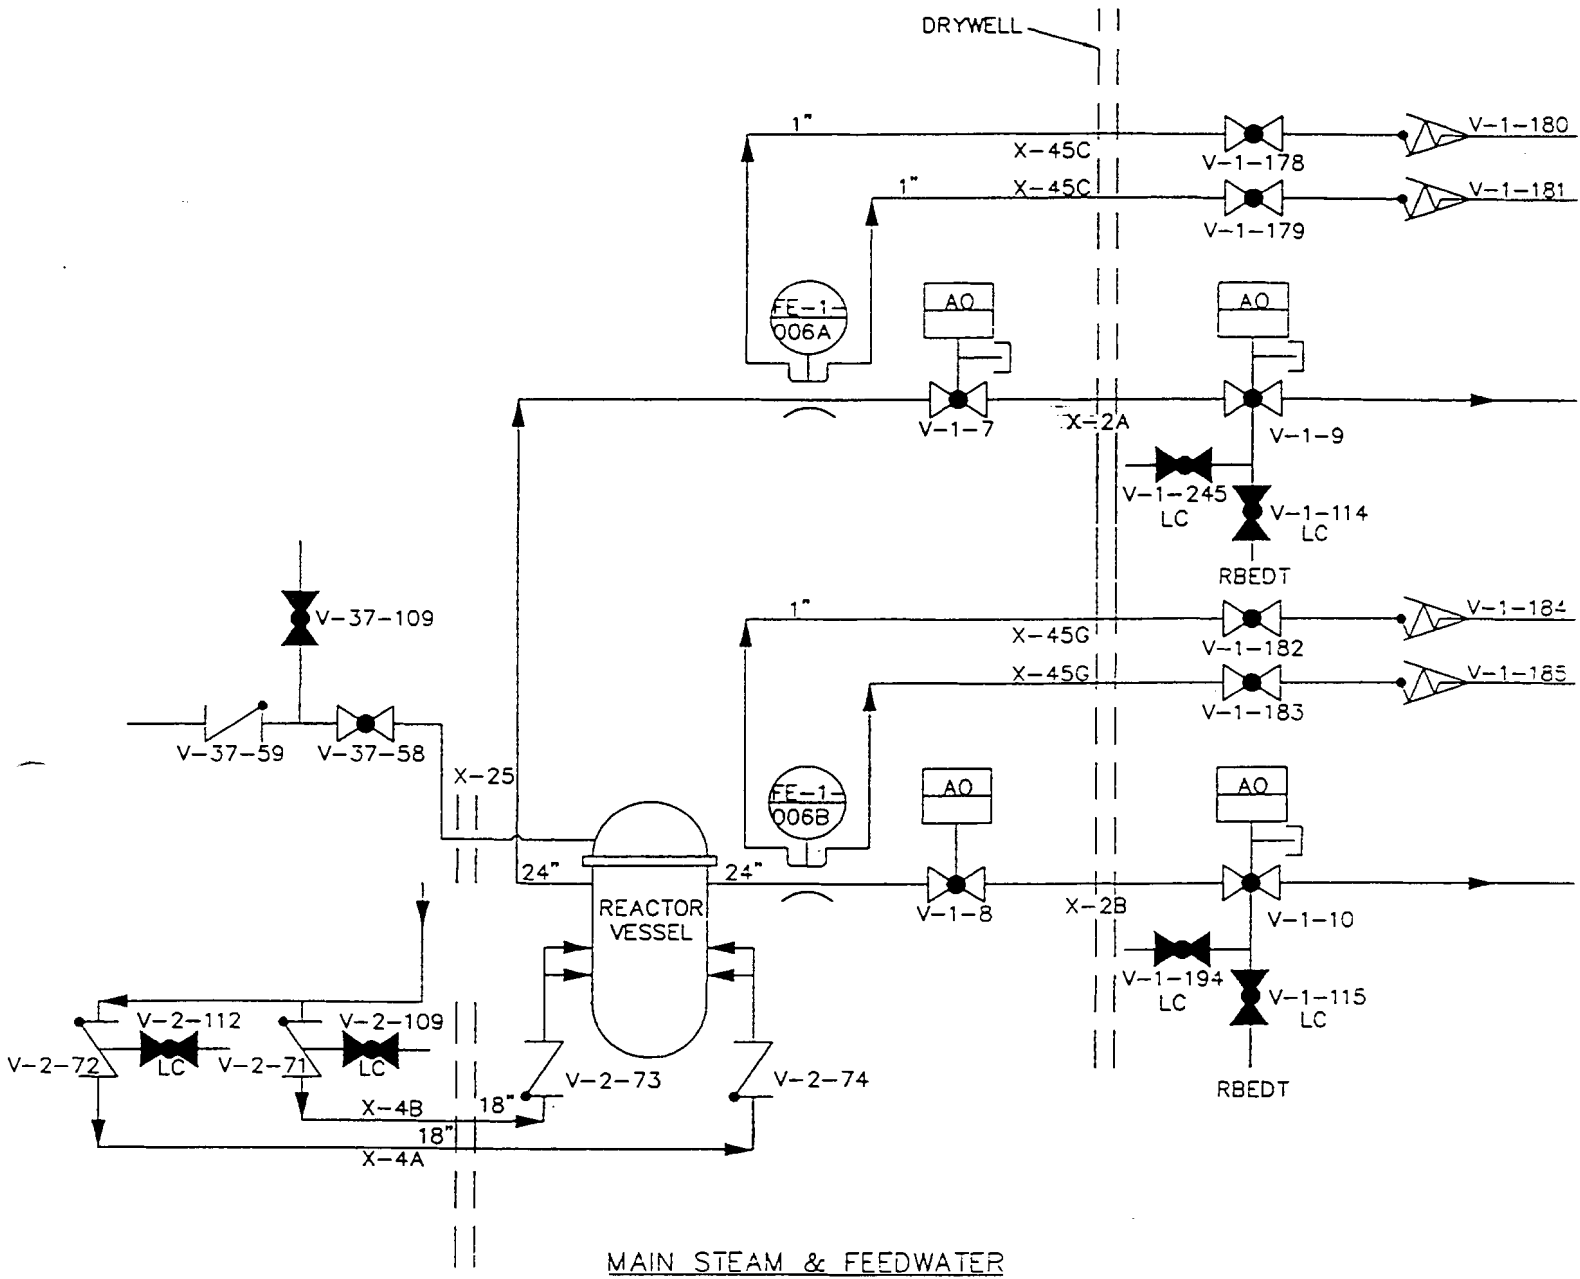 DRYWELL
1"
X-45C
V-1-178
V-1-180
1"
X-45C
V-1-179
V-1-181
FE-1-
006A
AO
AO
V-1-7
X-2A
V-1-9
V-1-245
LC
V-1-114
LC
RBEDT
V-37-109
1"
X-45G
V-1-182
V-1-184
X-45G
V-1-183
V-1-185
V-37-59
V-37-58
X-25
FE-1-
006B
AO
AO
24"
24"
V-1-8
X-2B
V-1-10
REACTOR
VESSEL
V-1-194
LC
V-1-115
LC
RBEDT
V-2-112
V-2-109
V-2-72
LC
V-2-71
LC
V-2-73
V-2-74
X-4B
18"
18"
X-4A
MAIN STEAM & FEEDWATER